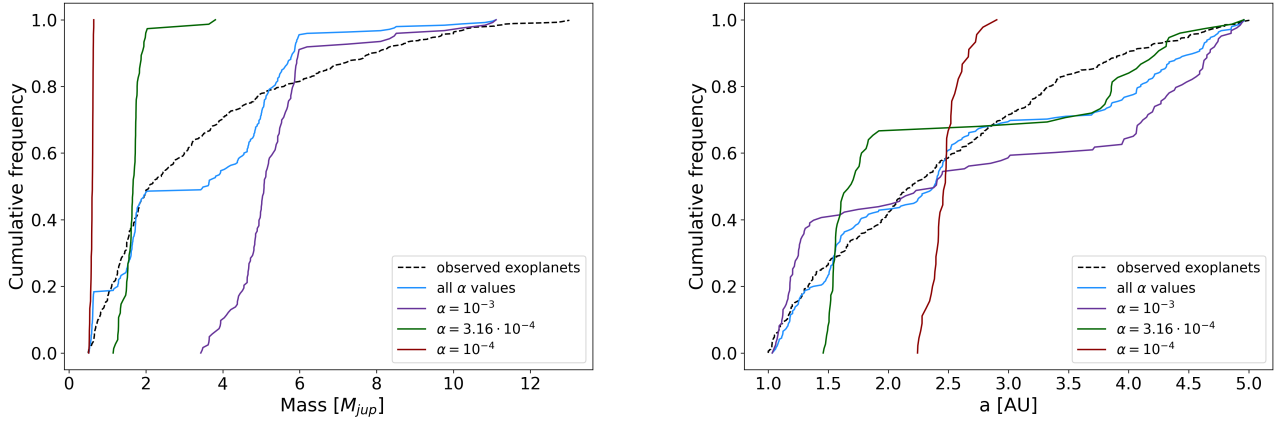 Cumulative frequency
1.0
0.8
0.6
0.4
0.2
0.0
0 2 4 6 8 10 12
Mass [$M_{jup}$]
observed exoplanets
all α values
α = 10⁻³
α = 3.16 · 10⁻⁴
α = 10⁻⁴
Cumulative frequency
1.0
0.8
0.6
0.4
0.2
0.0
1.0 1.5 2.0 2.5 3.0 3.5 4.0 4.5 5.0
a [AU]
observed exoplanets
all α values
α = 10⁻³
α = 3.16 · 10⁻⁴
α = 10⁻⁴